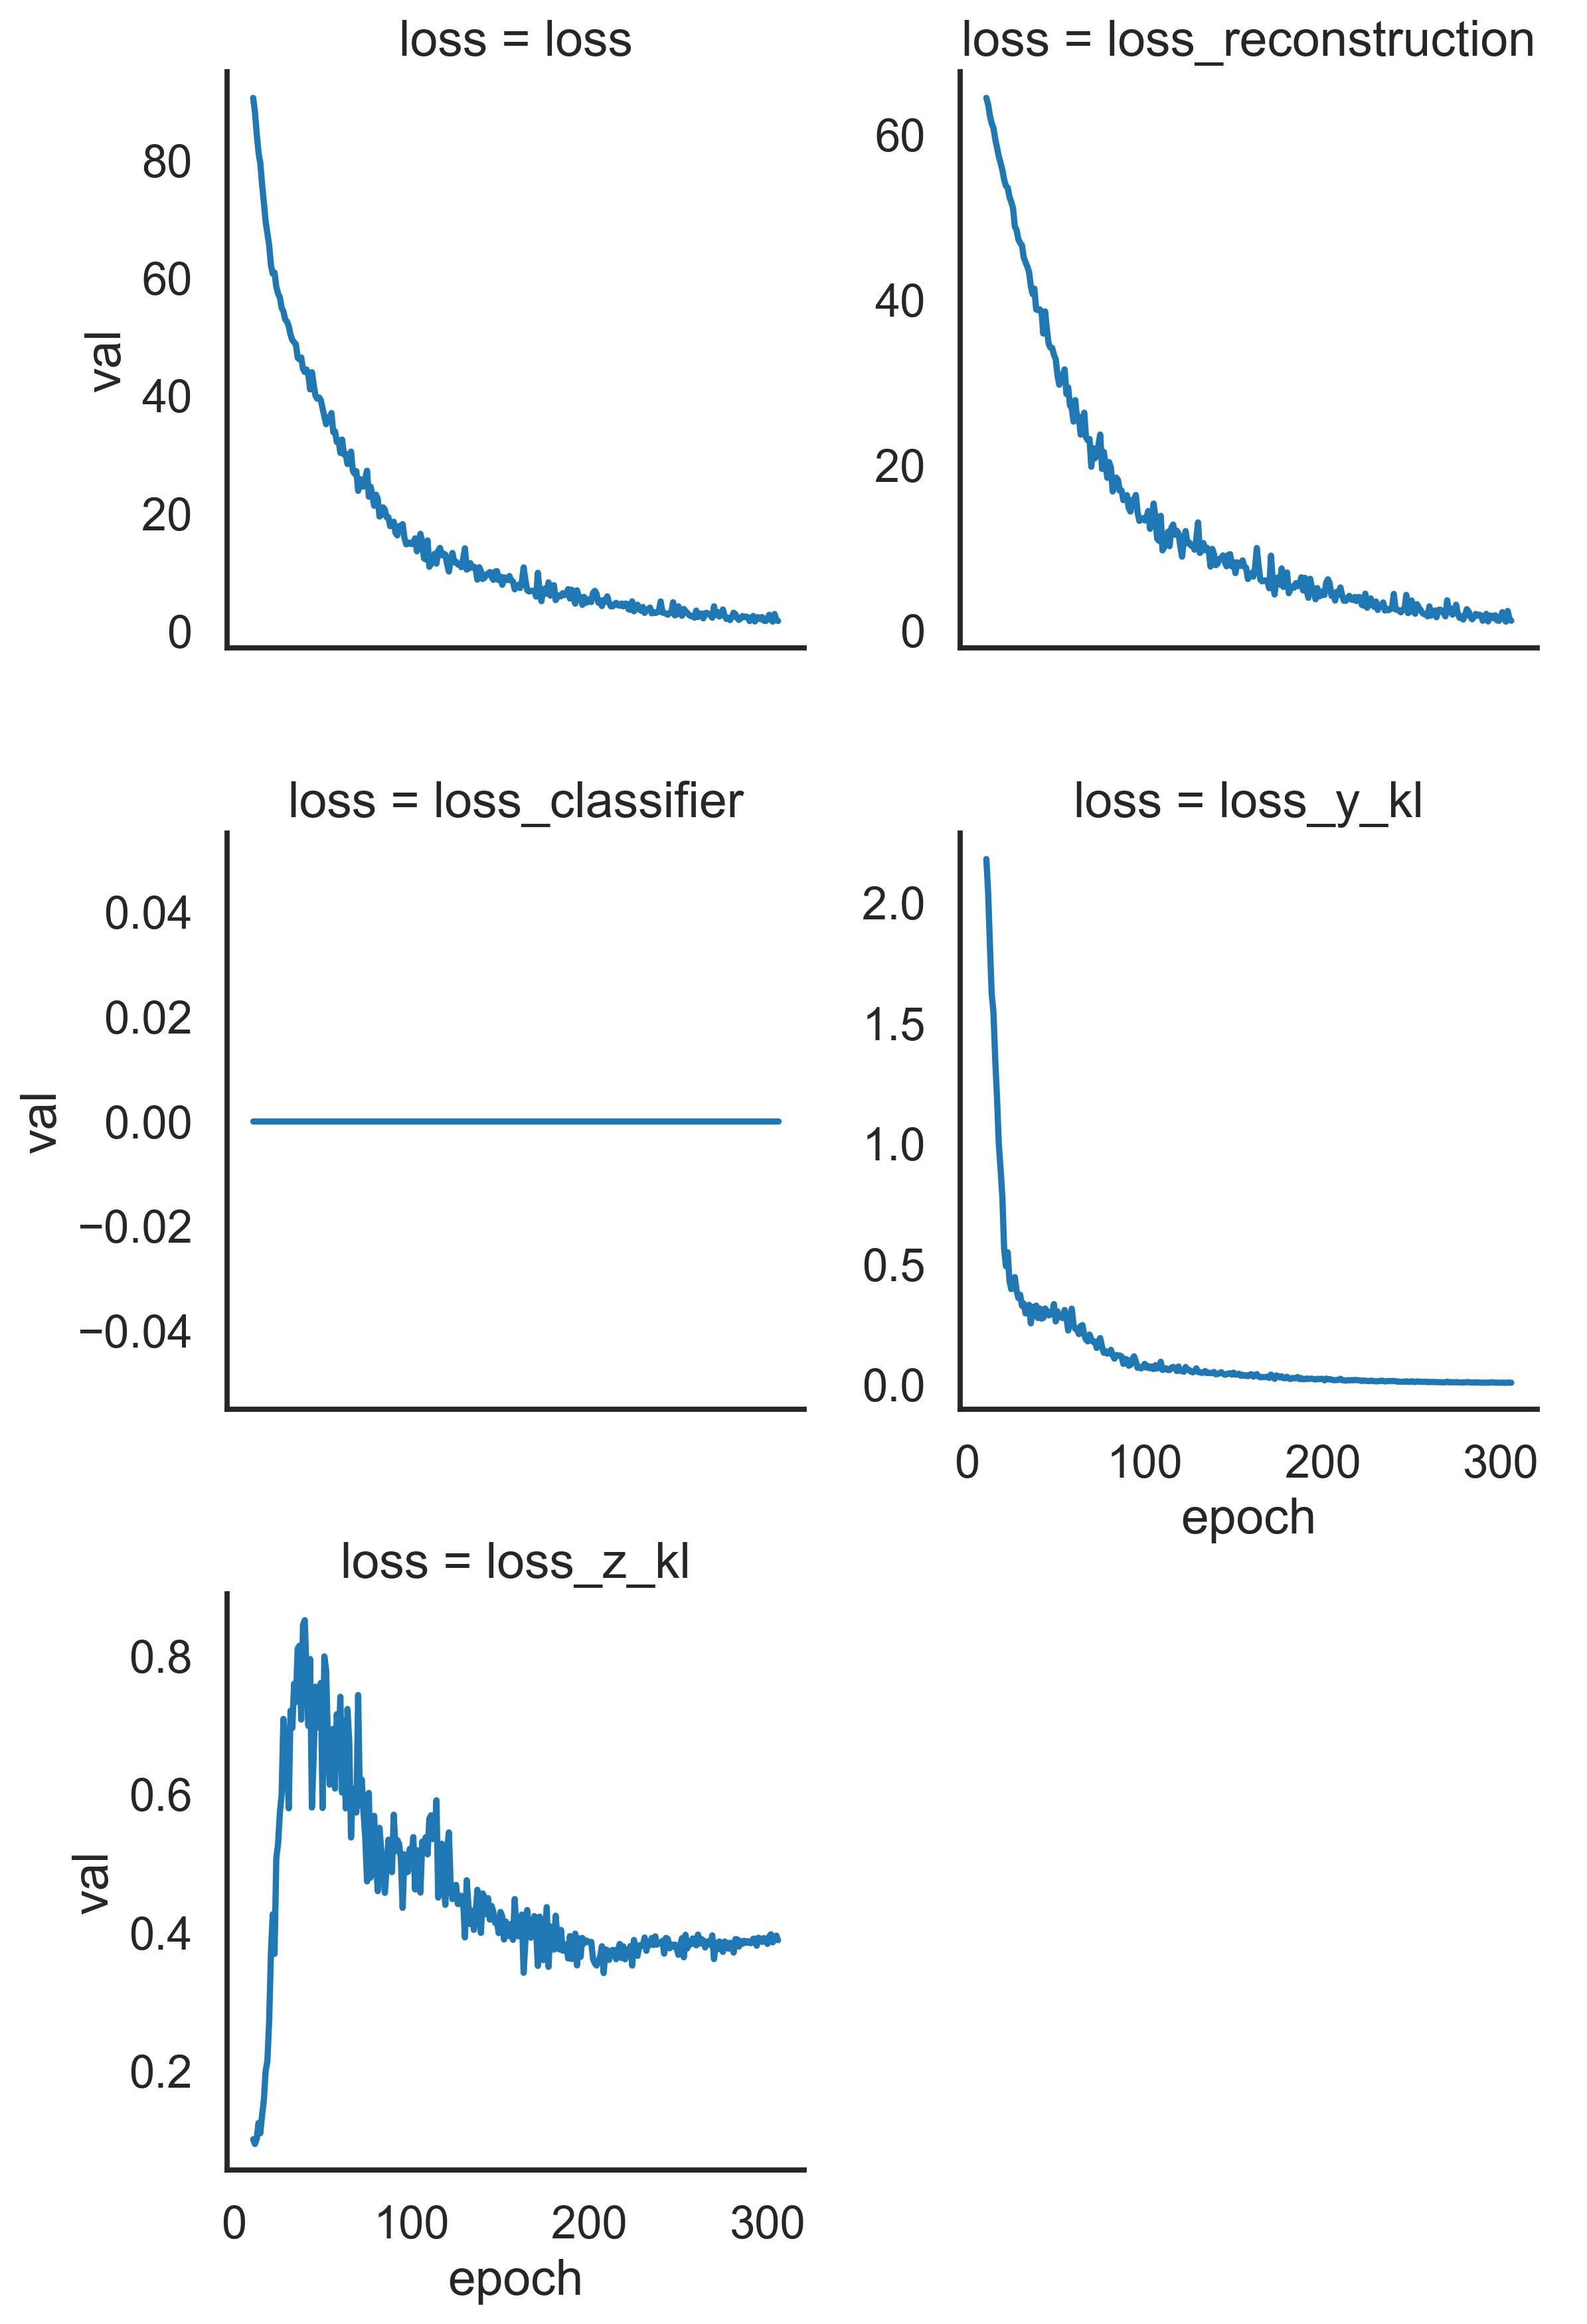 loss = loss
80
60
40
20
0
val
loss = loss_reconstruction
60
40
20
0
loss = loss_classifier
0.04
0.02
0.00
−0.02
−0.04
val
loss = loss_y_kl
2.0
1.5
1.0
0.5
0.0
0 100 200 300
epoch
loss = loss_z_kl
0.8
0.6
0.4
0.2
val
0 100 200 300
epoch